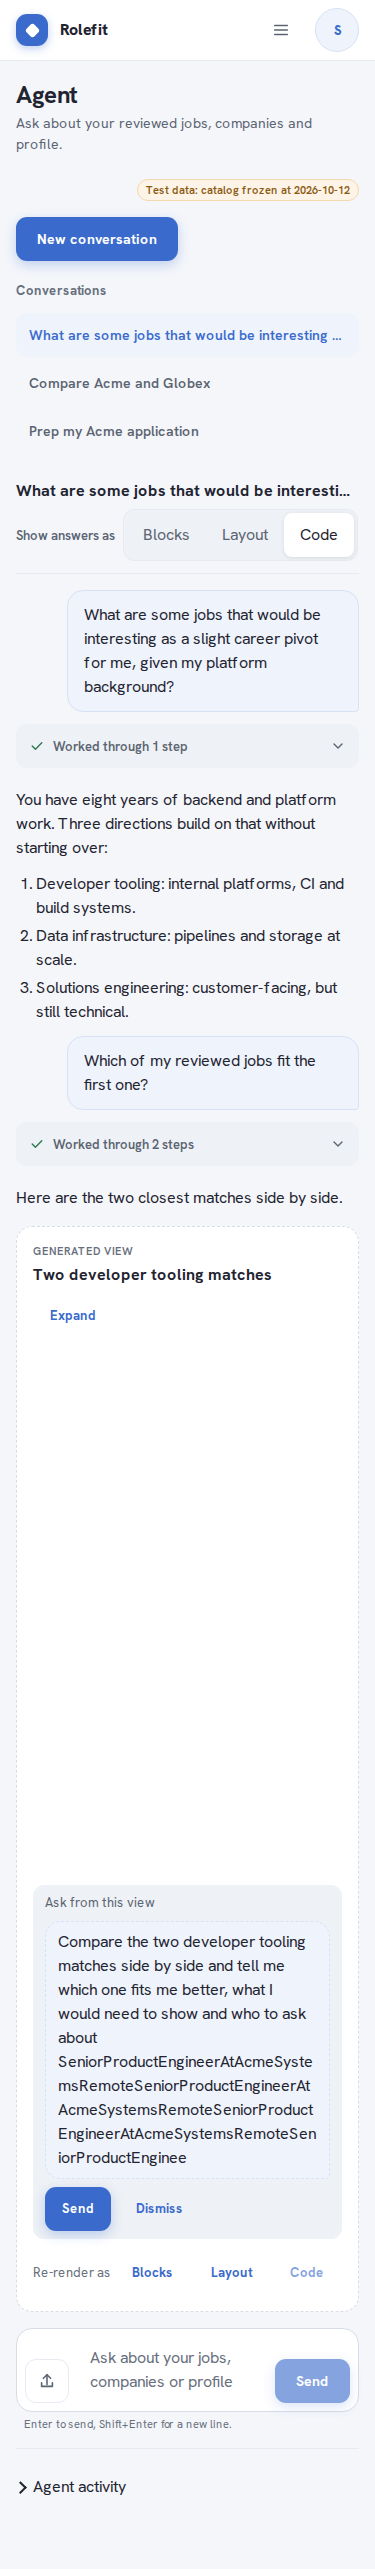 Rolefit
S
Agent
Ask about your reviewed jobs, companies and
profile.
Test data: catalog frozen at 2026-10-12
New conversation
Conversations
What are some jobs that would be interesting ...
Compare Acme and Globex
Prep my Acme application
What are some jobs that would be interesti...
Show answers as
Blocks
Layout
Code
What are some jobs that would be
interesting as a slight career pivot
for me, given my platform
background?
Worked through 1 step
You have eight years of backend and platform
work. Three directions build on that without
starting over:
1. Developer tooling: internal platforms, CI and
build systems.
2. Data infrastructure: pipelines and storage at
scale.
3. Solutions engineering: customer-facing, but
still technical.
Which of my reviewed jobs fit the
first one?
Worked through 2 steps
Here are the two closest matches side by side.
GENERATED VIEW
Two developer tooling matches
Expand
Ask from this view
Compare the two developer tooling
matches side by side and tell me
which one fits me better, what I
would need to show and who to ask
about
SeniorProductEngineerAtAcmeSyste
msRemoteSeniorProductEngineerAt
AcmeSystemsRemoteSeniorProduct
EngineerAtAcmeSystemsRemoteSen
iorProductEnginee
Send
Dismiss
Re-render as
Blocks
Layout
Code
Ask about your jobs,
companies or profile
Send
Enter to send, Shift+Enter for a new line.
Agent activity